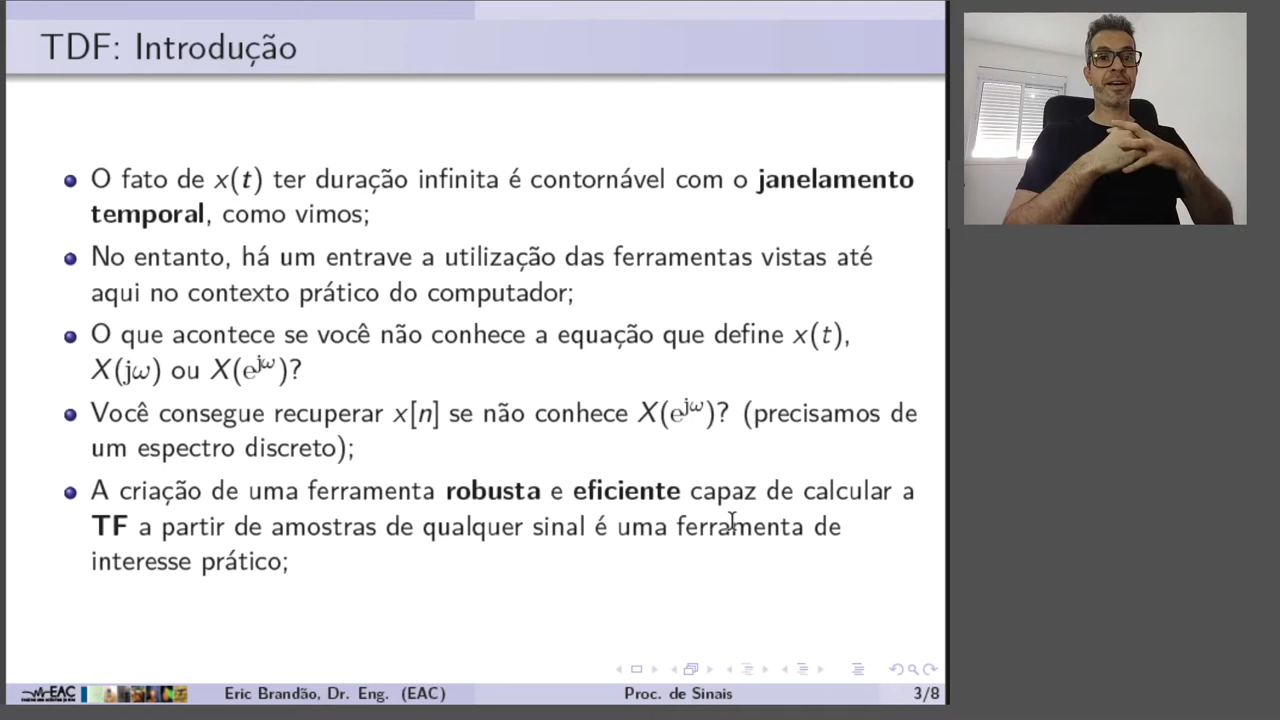 TDF: Introdução
O fato de x(t) ter duração infinita é contornável com o janelamento
temporal, como vimos;
No entanto, há um entrave a utilização das ferramentas vistas até
aqui no contexto prático do computador;
O que acontece se você não conhece a equação que define x(t),
X(jω) ou X(e^jω)?
Você consegue recuperar x[n] se não conhece X(e^jω)? (precisamos de
um espectro discreto);
A criação de uma ferramenta robusta e eficiente capaz de calcular a
TF a partir de amostras de qualquer sinal é uma ferramenta de
interesse prático;
EAC
Eric Brandão, Dr. Eng. (EAC)
Proc. de Sinais
3/8